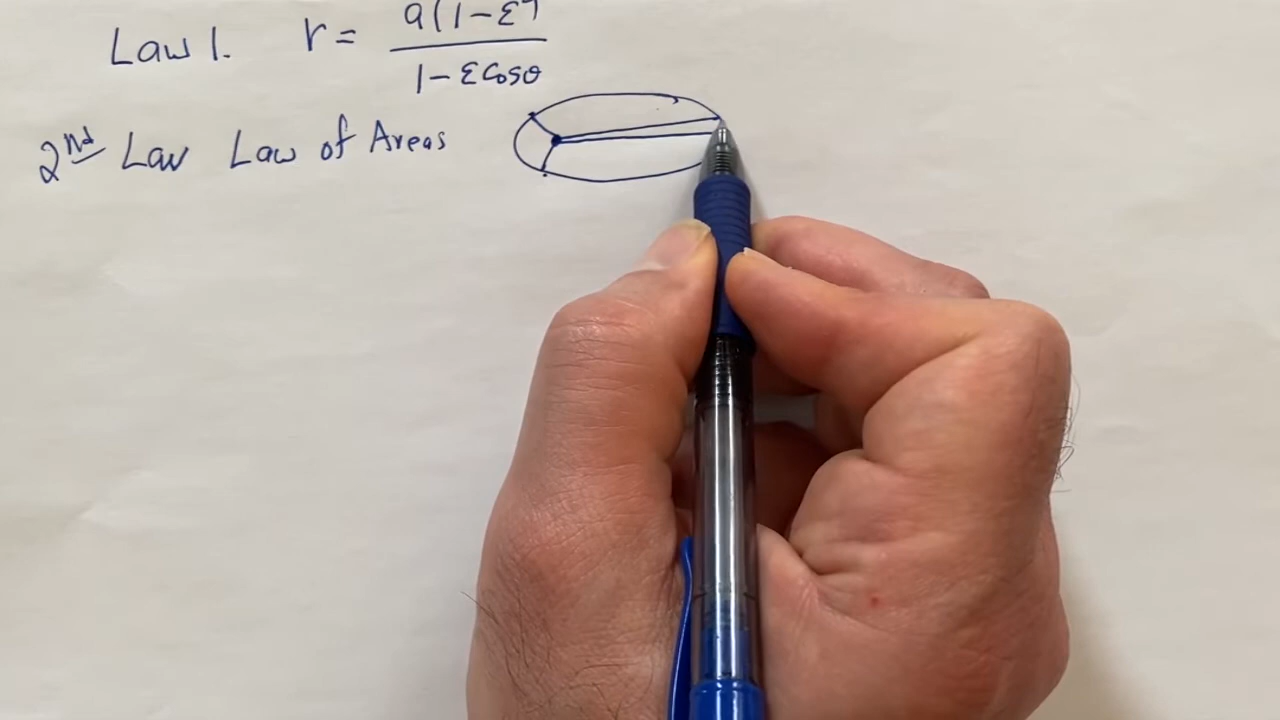 Law 1. r = a(1-ε²) / 1-εcosθ
2nd Law Law of Areas